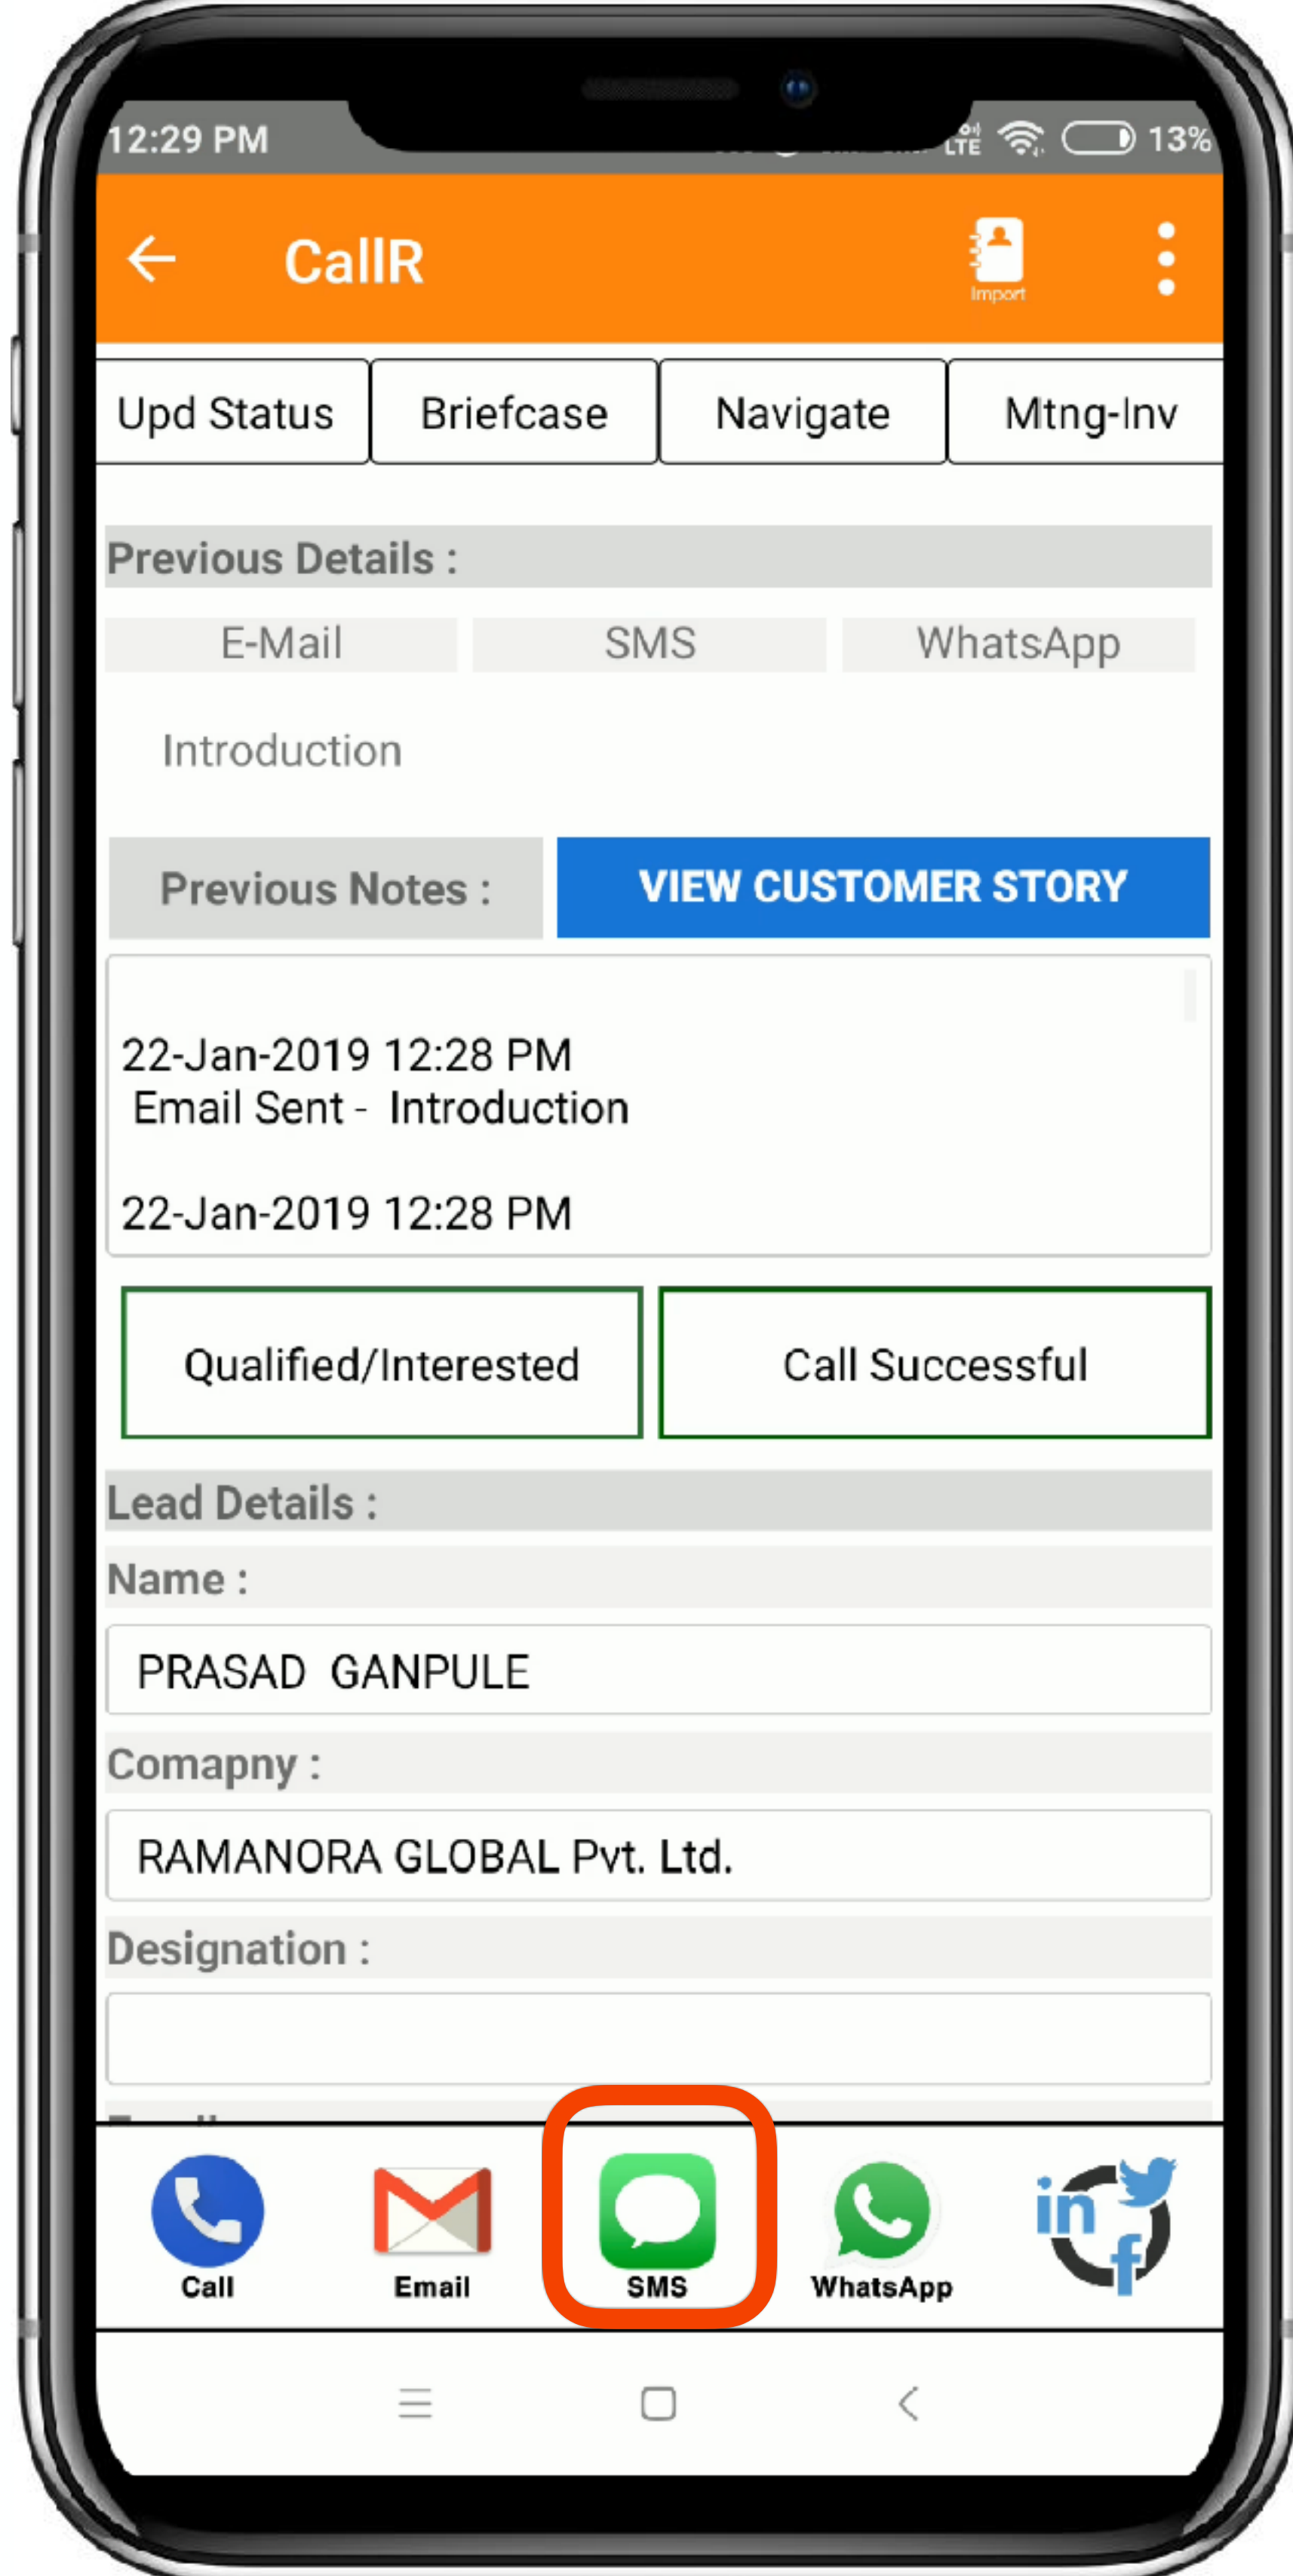 12:29 PM
LTE
13%
CallR
Import
Upd Status
Briefcase
Navigate
Mtng-Inv
Previous Details :
E-Mail
SMS
WhatsApp
Introduction
Previous Notes :
VIEW CUSTOMER STORY
22-Jan-2019 12:28 PM
Email Sent - Introduction
22-Jan-2019 12:28 PM
Qualified/Interested
Call Successful
Lead Details :
Name :
PRASAD GANPULE
Comapny :
RAMANORA GLOBAL Pvt. Ltd.
Designation :
Call
Email
SMS
WhatsApp
in
f